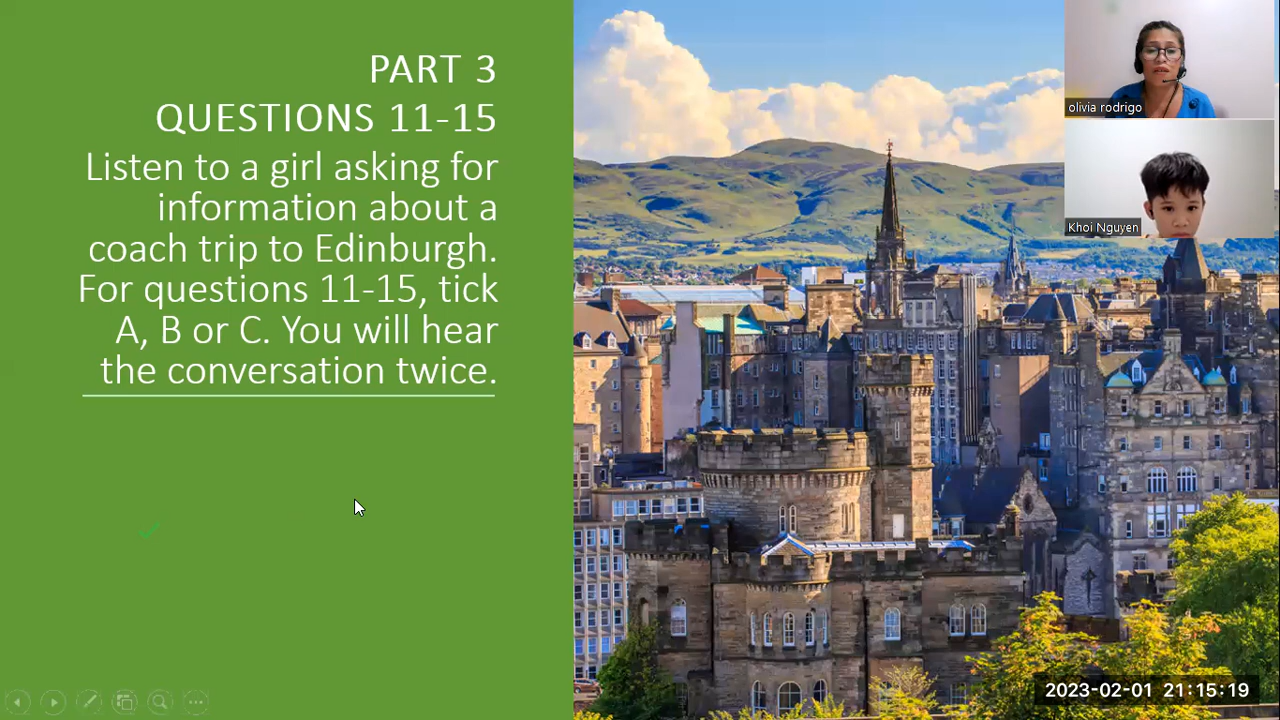 PART 3
QUESTIONS 11-15
Listen to a girl asking for
information about a
coach trip to Edinburgh.
For questions 11-15, tick
A, B or C. You will hear
the conversation twice.
olivia rodrigo
Khoi Nguyen
2023-02-01 21:15:19